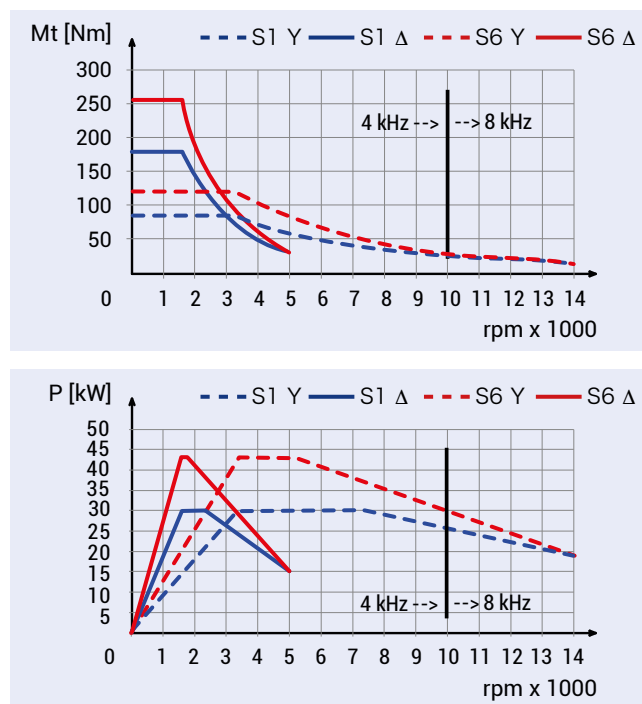 Mt [Nm] S1 Y S1 Δ S6 Y S6 Δ
300
250
200
150
100
50
4 kHz --> --> 8 kHz
0 1 2 3 4 5 6 7 8 9 10 11 12 13 14
rpm x 1000
P [kW] S1 Y S1 Δ S6 Y S6 Δ
50
45
40
35
30
25
20
15
10
5
4 kHz --> --> 8 kHz
0 1 2 3 4 5 6 7 8 9 10 11 12 13 14
rpm x 1000